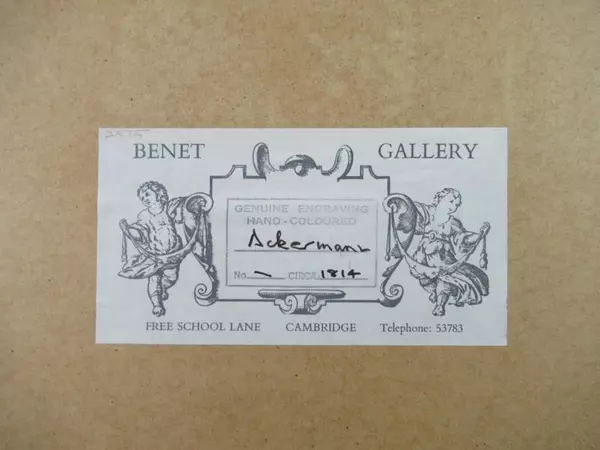 BENET GALLERY
GENUINE ENGRAVING
HAND-COLOURED
Ackermann
No. – CIRCA 1814
FREE SCHOOL LANE CAMBRIDGE Telephone: 53783